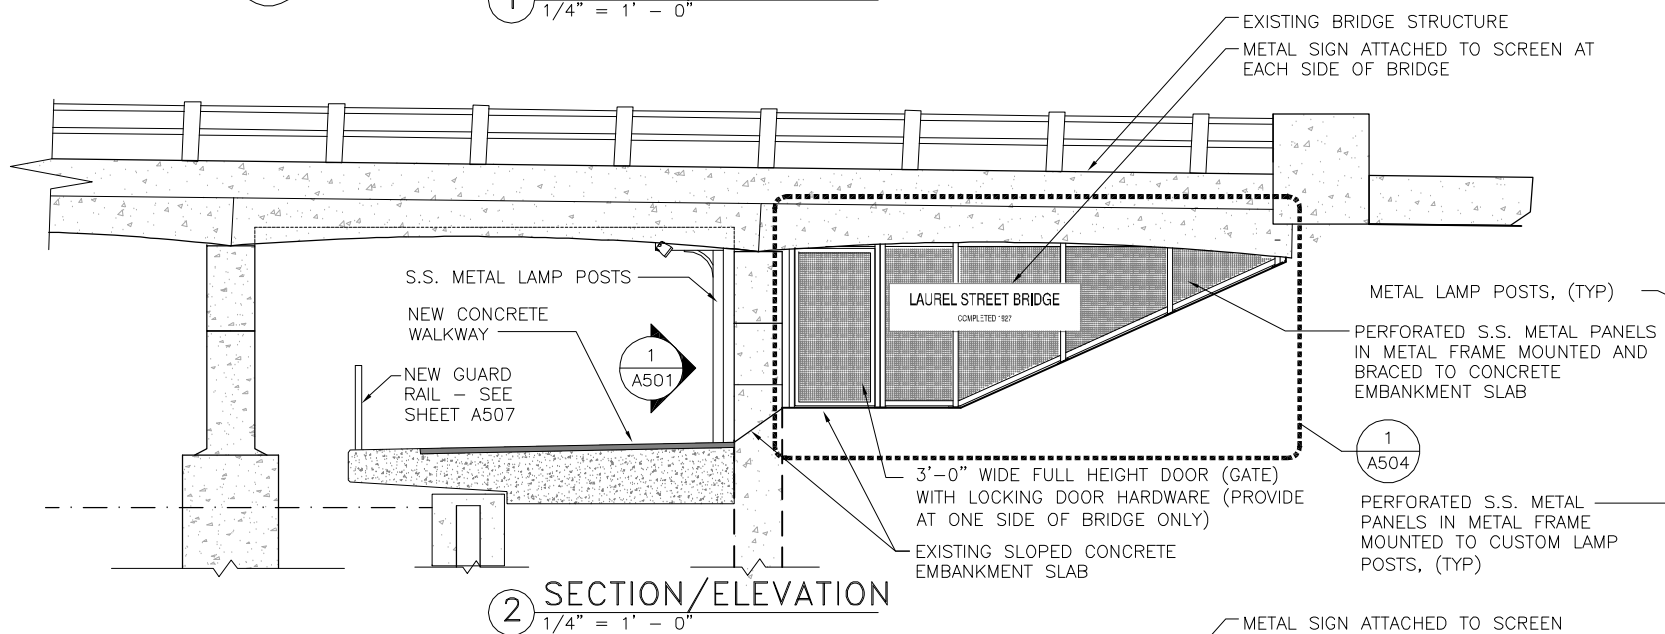 1
1/4" = 1' - 0"
EXISTING BRIDGE STRUCTURE
METAL SIGN ATTACHED TO SCREEN AT
EACH SIDE OF BRIDGE
S.S. METAL LAMP POSTS
NEW CONCRETE
WALKWAY
NEW GUARD
RAIL - SEE
SHEET A507
1
A501
LAUREL STREET BRIDGE
COMPLETED 1927
METAL LAMP POSTS, (TYP)
PERFORATED S.S. METAL PANELS
IN METAL FRAME MOUNTED AND
BRACED TO CONCRETE
EMBANKMENT SLAB
1
A504
3'-0" WIDE FULL HEIGHT DOOR (GATE)
WITH LOCKING DOOR HARDWARE (PROVIDE
AT ONE SIDE OF BRIDGE ONLY)
EXISTING SLOPED CONCRETE
EMBANKMENT SLAB
PERFORATED S.S. METAL
PANELS IN METAL FRAME
MOUNTED TO CUSTOM LAMP
POSTS, (TYP)
2 SECTION/ELEVATION
1/4" = 1' - 0"
METAL SIGN ATTACHED TO SCREEN